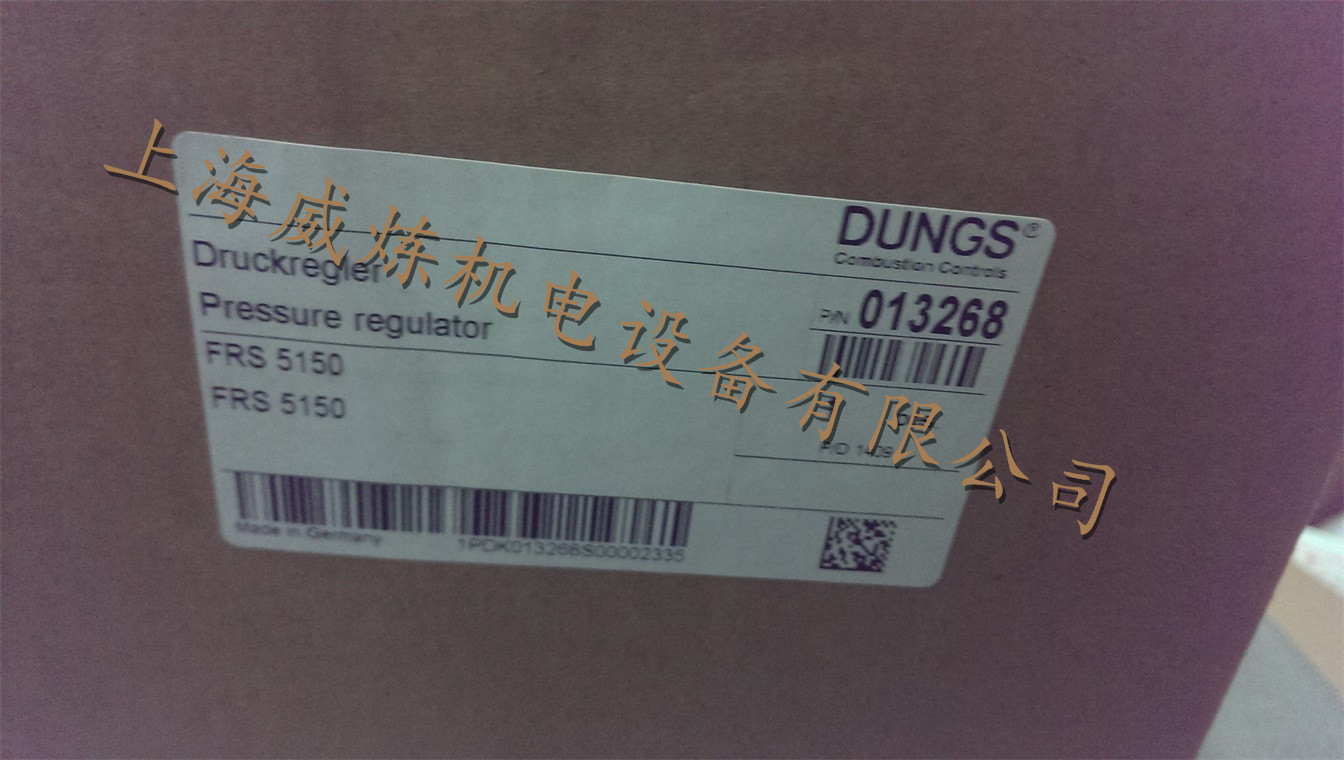 上海威炼机电设备有限公司
DUNGS®
Combustion Controls
Druckregler
Pressure regulator
P/N 013268
FRS 5150
FRS 5150
Made in Germany
1PDK013268S00002335